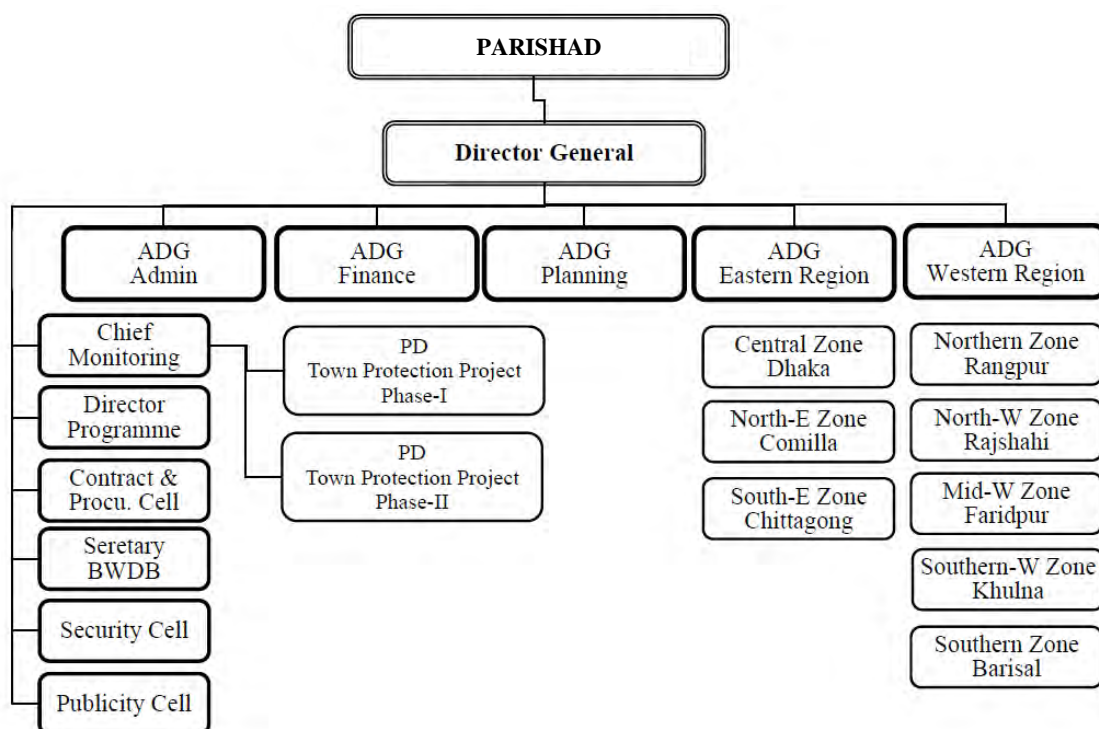 PARISHAD
Director General
ADG
Admin
ADG
Finance
ADG
Planning
ADG
Eastern Region
ADG
Western Region
Chief
Monitoring
Director
Programme
Contract &
Procu. Cell
Seretary
BWDB
Security Cell
Publicity Cell
PD
Town Protection Project
Phase-I
PD
Town Protection Project
Phase-II
Central Zone
Dhaka
North-E Zone
Comilla
South-E Zone
Chittagong
Northern Zone
Rangpur
North-W Zone
Rajshahi
Mid-W Zone
Faridpur
Southern-W Zone
Khulna
Southern Zone
Barisal